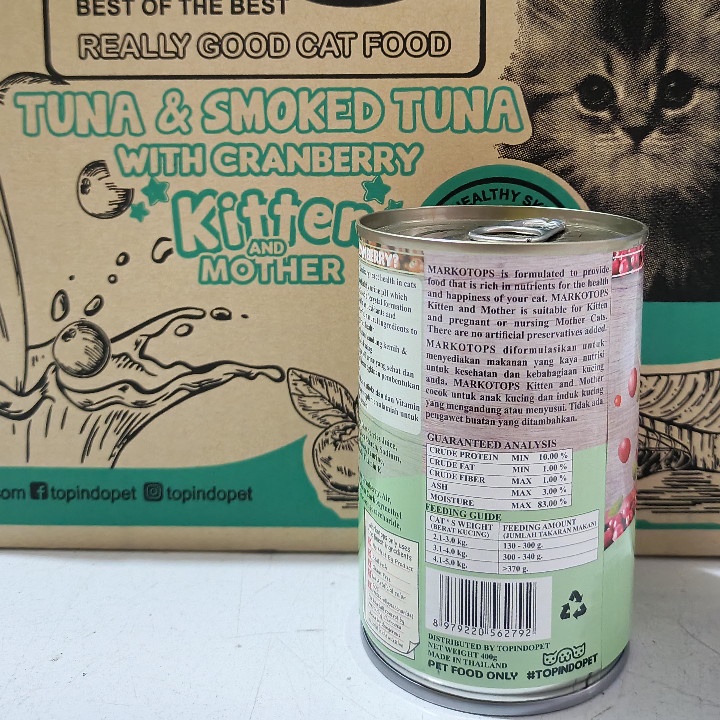 BEST OF THE BEST
REALLY GOOD CAT FOOD
TUNA & SMOKED TUNA
WITH CRANBERRY
Kitten
AND
MOTHER
HEALTHY
.com topindopet topindopet
MARKOTOPS is formulated to provide
food that is rich in nutrients for the health
and happiness of your cat. MARKOTOPS
Kitten and Mother is suitable for Kitten
and pregnant or nursing Mother Cats.
There are no artificial preservatives added.
MARKOTOPS diformulasikan untuk
menyediakan makanan yang kaya nutrisi
untuk kesehatan dan kebahagiaan kucing
anda. MARKOTOPS Kitten and Mother
cocok untuk anak kucing dan induk kucing
yang mengandung atau menyusui. Tidak ada
pengawet buatan yang ditambahkan.
GUARANTEED ANALYSIS
CRUDE PROTEIN MIN 10.00 %
CRUDE FAT MIN 1.00 %
CRUDE FIBER MAX 1.00 %
ASH MAX 3.00 %
MOISTURE MAX 83.00 %
FEEDING GUIDE
CAT'S WEIGHT FEEDING AMOUNT
(BERAT KUCING) (JUMLAH TAKARAN MAKAN)
2.1-3.0 kg. 130 - 300 g.
3.1-4.0 kg. 300 - 340 g.
4.1-5.0 kg. >370 g.
8 979220 562792
DISTRIBUTED BY TOPINDOPET
NET WEIGHT 400g
MADE IN THAILAND
PET FOOD ONLY #TOPINDOPET